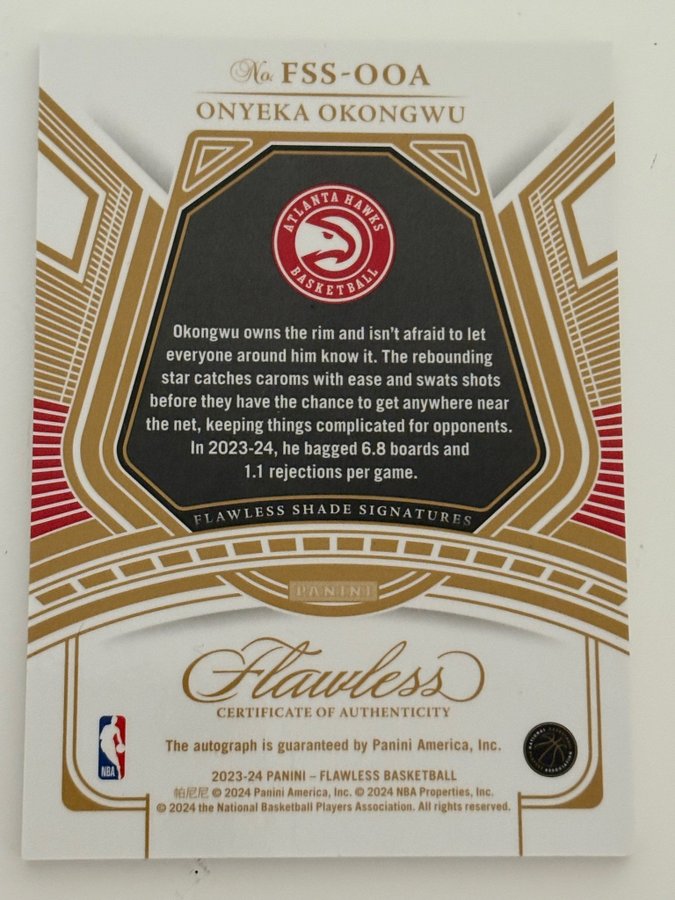 No. FSS-OOA
ONYEKA OKONGWU
ATLANTA HAWKS
BASKETBALL
Okongwu owns the rim and isn't afraid to let
everyone around him know it. The rebounding
star catches caroms with ease and swats shots
before they have the chance to get anywhere near
the net, keeping things complicated for opponents.
In 2023-24, he bagged 6.8 boards and
1.1 rejections per game.
FLAWLESS SHADE SIGNATURES
PANINI
Flawless
CERTIFICATE OF AUTHENTICITY
The autograph is guaranteed by Panini America, Inc.
NBA
2023-24 PANINI – FLAWLESS BASKETBALL
帕尼尼 © 2024 Panini America, Inc. © 2024 NBA Properties, Inc.
© 2024 the National Basketball Players Association. All rights reserved.